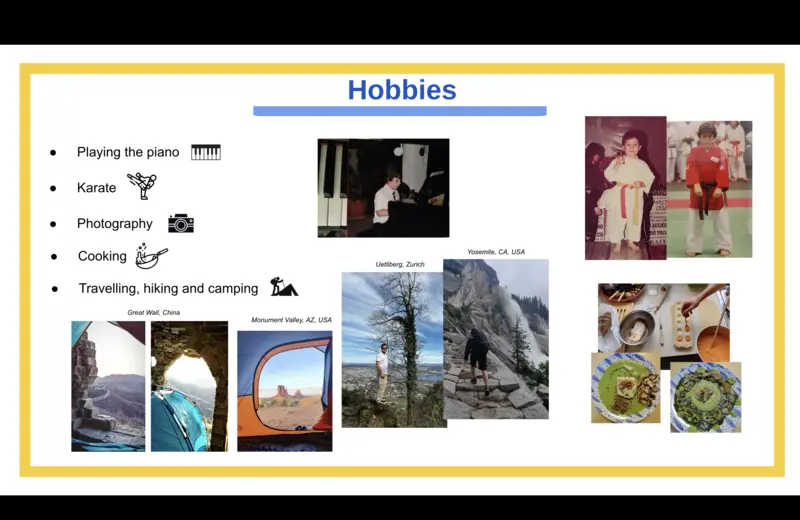 Hobbies
Playing the piano
Karate
Photography
Cooking
Travelling, hiking and camping
Great Wall, China
Monument Valley, AZ, USA
Uetliberg, Zurich
Yosemite, CA, USA